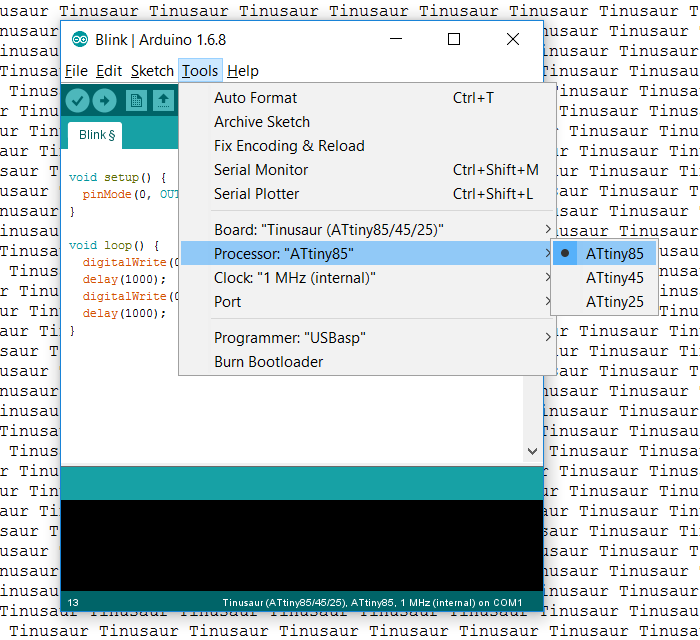 Blink | Arduino 1.6.8
File Edit Sketch Tools Help
Blink §
void setup() {
pinMode(0, OUT
}
void loop() {
digitalWrite(0
delay(1000);
digitalWrite(0
delay(1000);
}
Auto Format Ctrl+T
Archive Sketch
Fix Encoding & Reload
Serial Monitor Ctrl+Shift+M
Serial Plotter Ctrl+Shift+L
Board: "Tinusaur (ATtiny85/45/25)"
Processor: "ATtiny85"
Clock: "1 MHz (internal)"
Port
Programmer: "USBasp"
Burn Bootloader
ATtiny85
ATtiny45
ATtiny25
13 Tinusaur (ATtiny85/45/25), ATtiny85, 1 MHz (internal) on COM1
Tinusaur Tinusaur Tinusaur Tinusaur Tinusaur Tinusaur Tinusaur